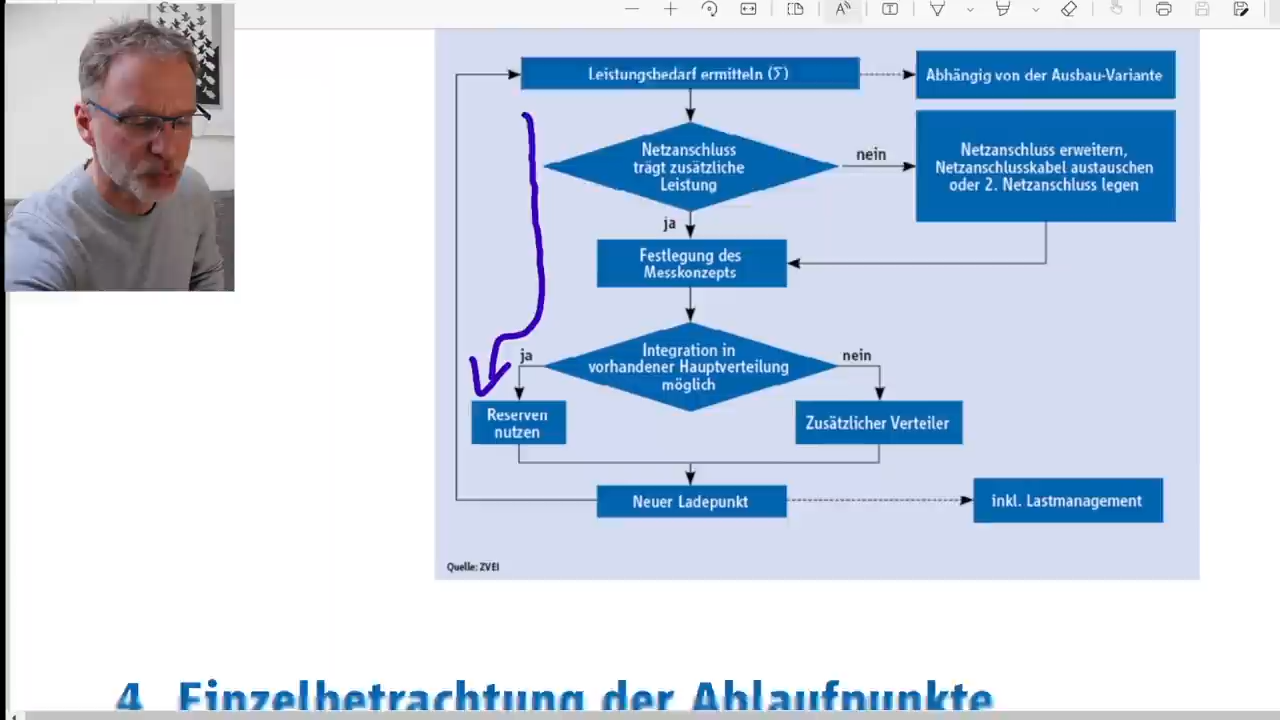 Leistungsbedarf ermitteln (Σ)
Abhängig von der Ausbau-Variante
Netzanschluss
trägt zusätzliche
Leistung
nein
Netzanschluss erweitern,
Netzanschlusskabel austauschen
oder 2. Netzanschluss legen
ja
Festlegung des
Messkonzepts
Integration in
vorhandener Hauptverteilung
möglich
ja
nein
Reserven
nutzen
Zusätzlicher Verteiler
Neuer Ladepunkt
inkl. Lastmanagement
Quelle: ZVEI
4 Einzelbetrachtung der Ablaufpunkte